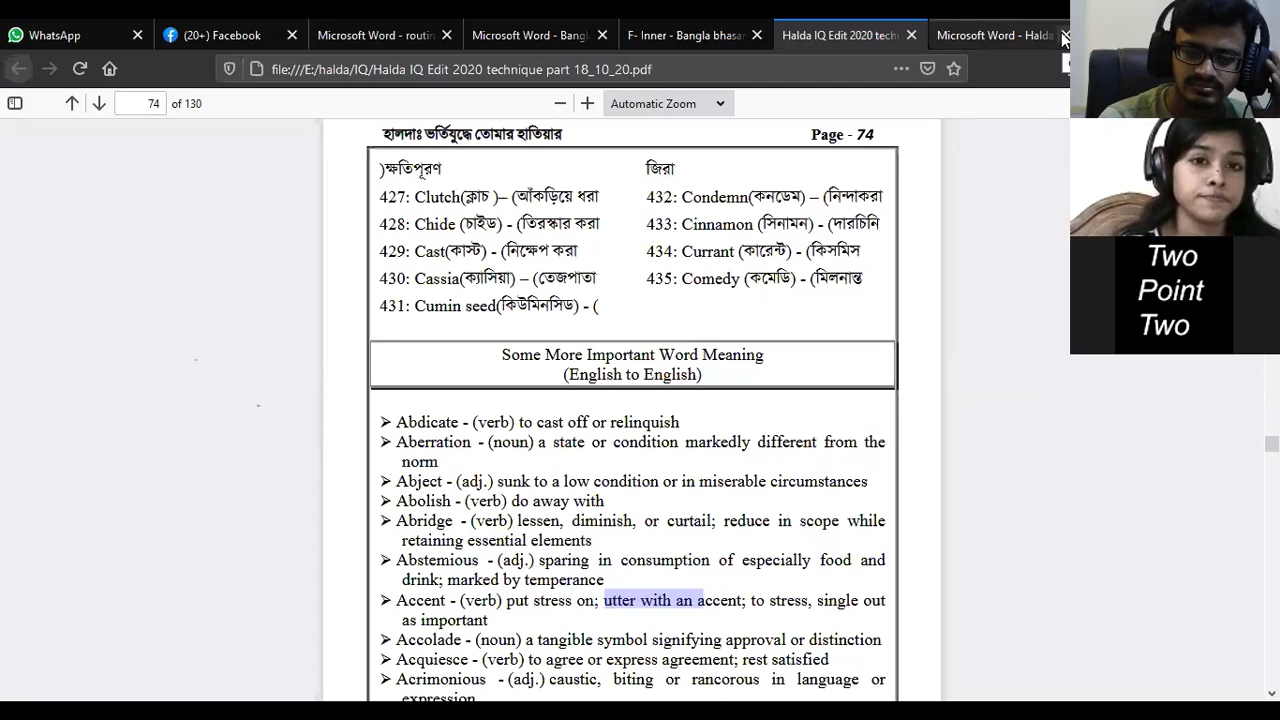 WhatsApp
(20+) Facebook
Microsoft Word - routin
Microsoft Word - Bangl
F- Inner - Bangla bhasar
Halda IQ Edit 2020 tech
Microsoft Word - Halda
file:///E:/halda/IQ/Halda IQ Edit 2020 technique part 18_10_20.pdf
74 of 130
Automatic Zoom
হালদাঃ ভর্তিযুদ্ধে তোমার হাতিয়ার Page - 74
)ক্ষতিপূরণ
427: Clutch(ক্লাচ )– (আঁকড়িয়ে ধরা
428: Chide (চাইড) - (তিরস্কার করা
429: Cast(কাস্ট) - (নিক্ষেপ করা
430: Cassia(ক্যাসিয়া) – (তেজপাতা
431: Cumin seed(কিউমিনসিড) - (
জিরা
432: Condemn(কনডেম) – (নিন্দাকরা
433: Cinnamon (সিনামন) - (দারচিনি
434: Currant (কারেন্ট) - (কিসমিস
435: Comedy (কমেডি) - (মিলনান্ত
Some More Important Word Meaning
(English to English)
➢ Abdicate - (verb) to cast off or relinquish
➢ Aberration - (noun) a state or condition markedly different from the
norm
➢ Abject - (adj.) sunk to a low condition or in miserable circumstances
➢ Abolish - (verb) do away with
➢ Abridge - (verb) lessen, diminish, or curtail; reduce in scope while
retaining essential elements
➢ Abstemious - (adj.) sparing in consumption of especially food and
drink; marked by temperance
➢ Accent - (verb) put stress on; utter with an accent; to stress, single out
as important
➢ Accolade - (noun) a tangible symbol signifying approval or distinction
➢ Acquiesce - (verb) to agree or express agreement; rest satisfied
➢ Acrimonious - (adj.) caustic, biting or rancorous in language or
expression
Two
Point
Two